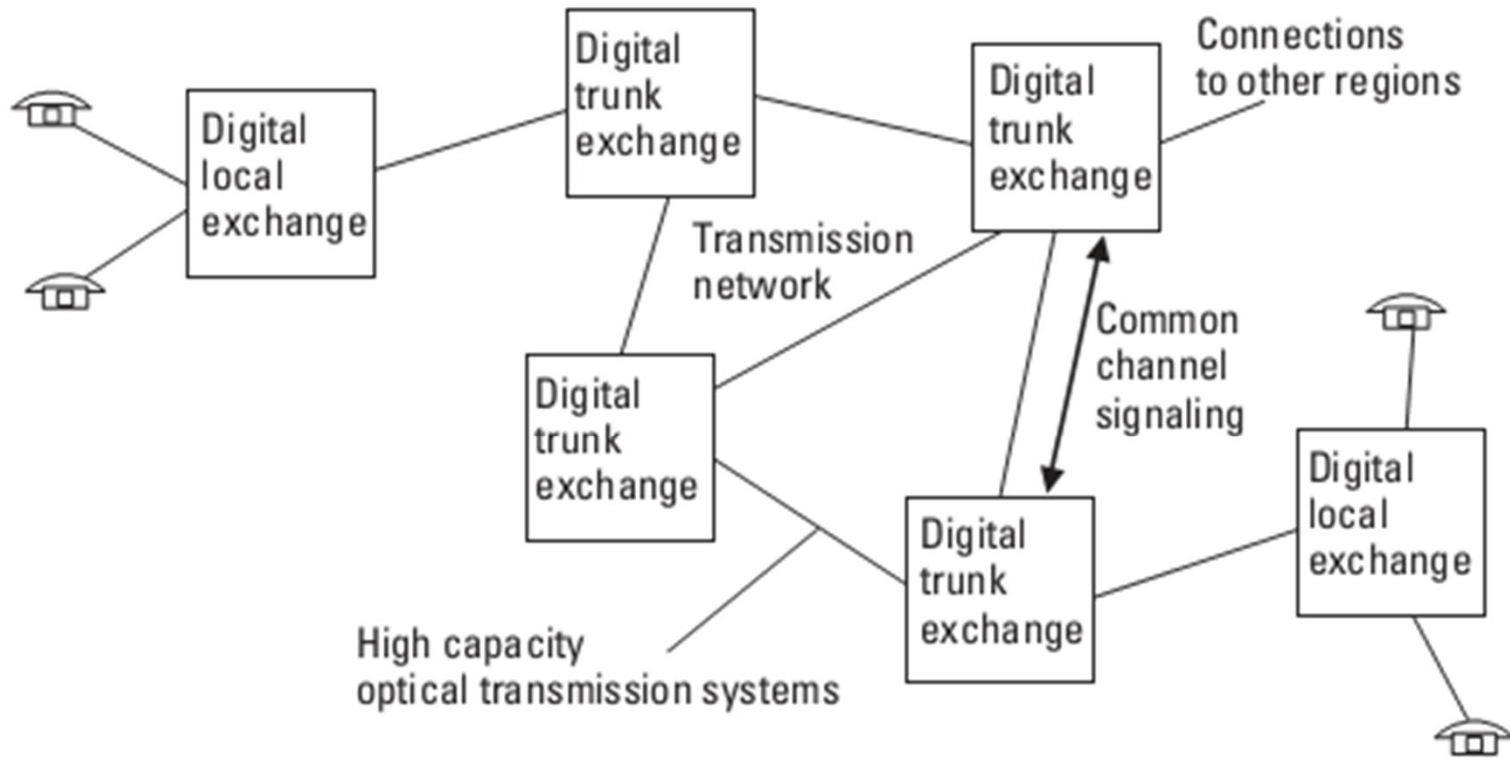 Digital
local
exchange
Digital
trunk
exchange
Digital
trunk
exchange
Connections
to other regions
Transmission
network
Common
channel
signaling
Digital
trunk
exchange
Digital
trunk
exchange
Digital
local
exchange
High capacity
optical transmission systems